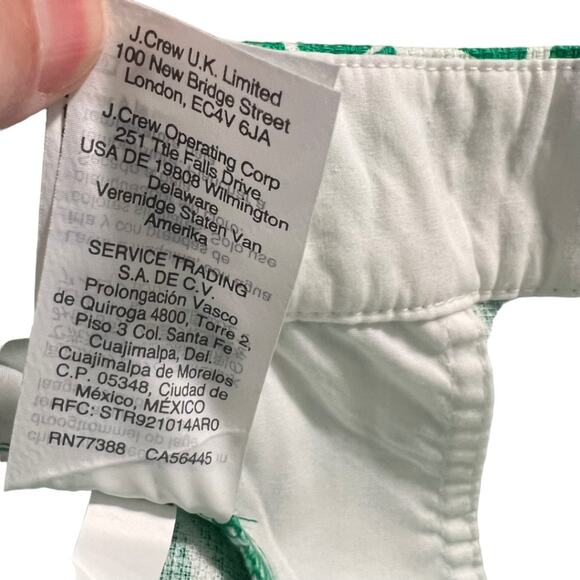 J.Crew U.K. Limited
100 New Bridge Street
London, EC4V 6JA
J.Crew Operating Corp
251 Ttle Falls Drive
USA DE 19808 Wilmington
Delaware
Verenidge Staten Van
Amerika
SERVICE TRADING
S.A. DE C.V.
Prolongación Vasco
de Quiroga 4800, Torre 2,
Piso 3 Col. Santa Fe
Cuajimalpa, Del.
Cuajimalpa de Morelos
C.P. 05348, Ciudad de
México, MÉXICO
RFC: STR921014AR0
RN77388 CA56445